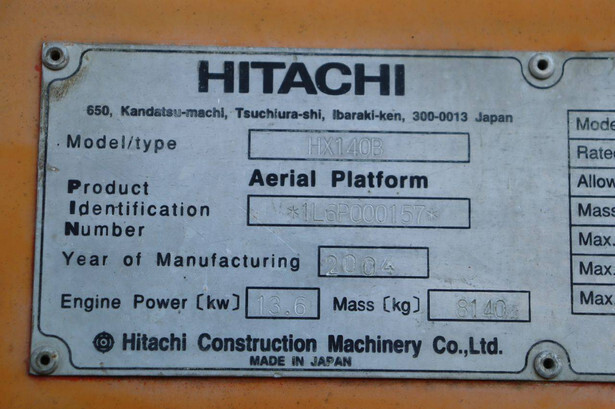 HITACHI
650, Kandatsu-machi, Tsuchiura-shi, Ibaraki-ken, 300-0013 Japan
Model/type HX140B
Aerial Platform
Product
Identification *1L6P000157*
Number
Year of Manufacturing 2004
Engine Power (kw) 13.6 Mass (kg)
Hitachi Construction Machinery Co.,Ltd.
MADE IN JAPAN
Mode
Rate
Allow
Mass
Max.
Max.
Max.